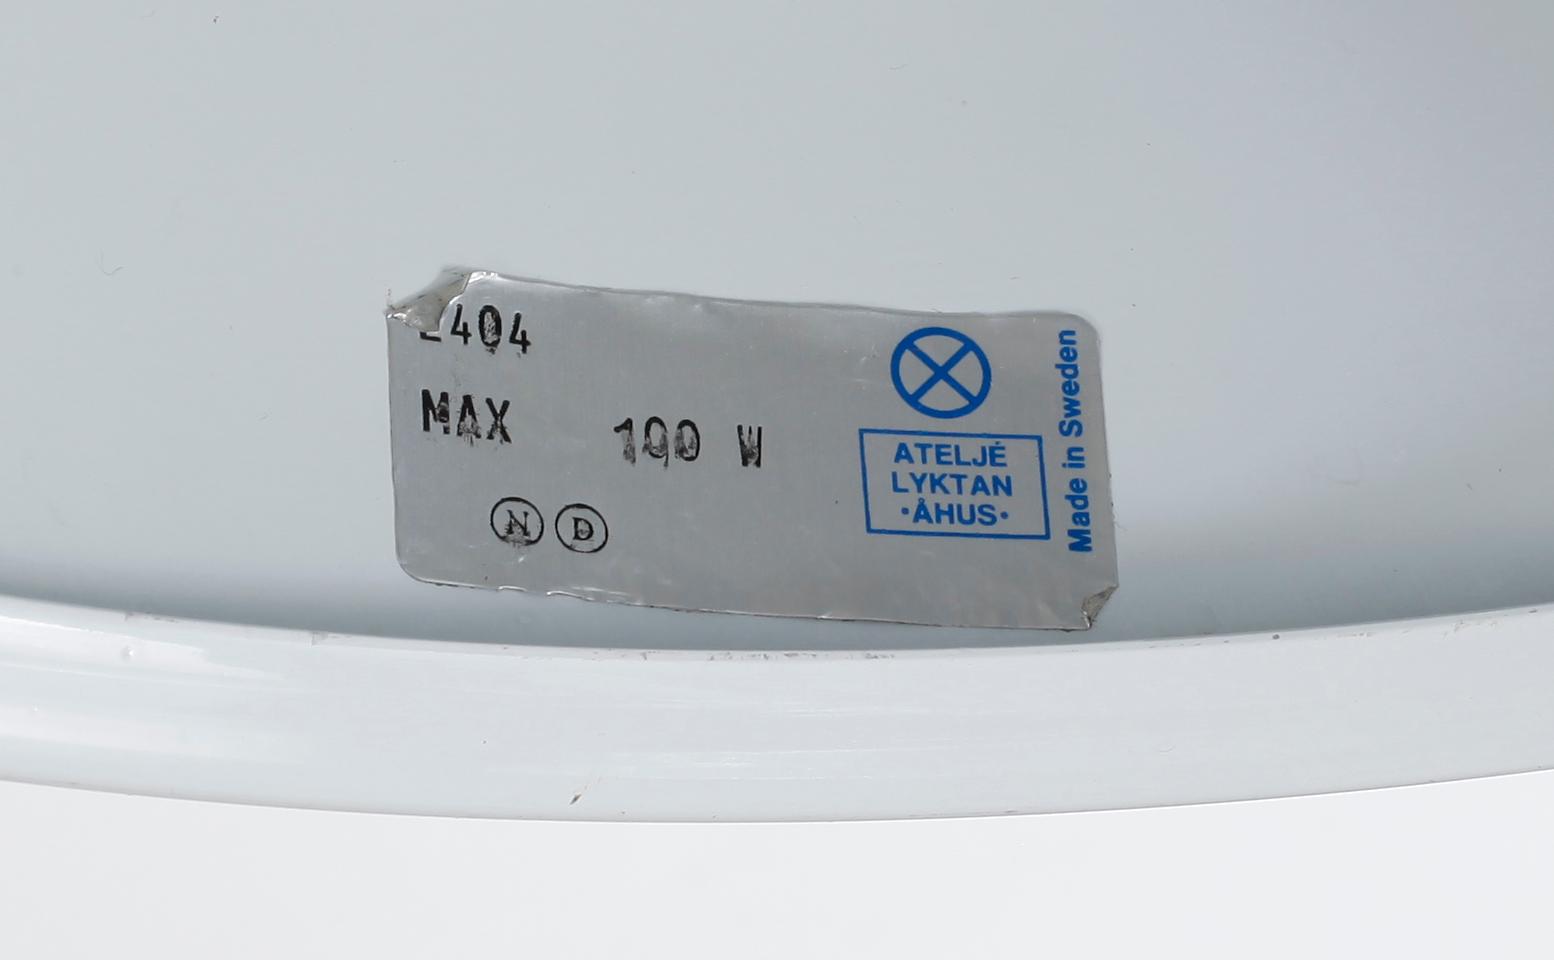 404
MAX 100 W
N D
ATELJÉ
LYKTAN
·ÅHUS·
Made in Sweden